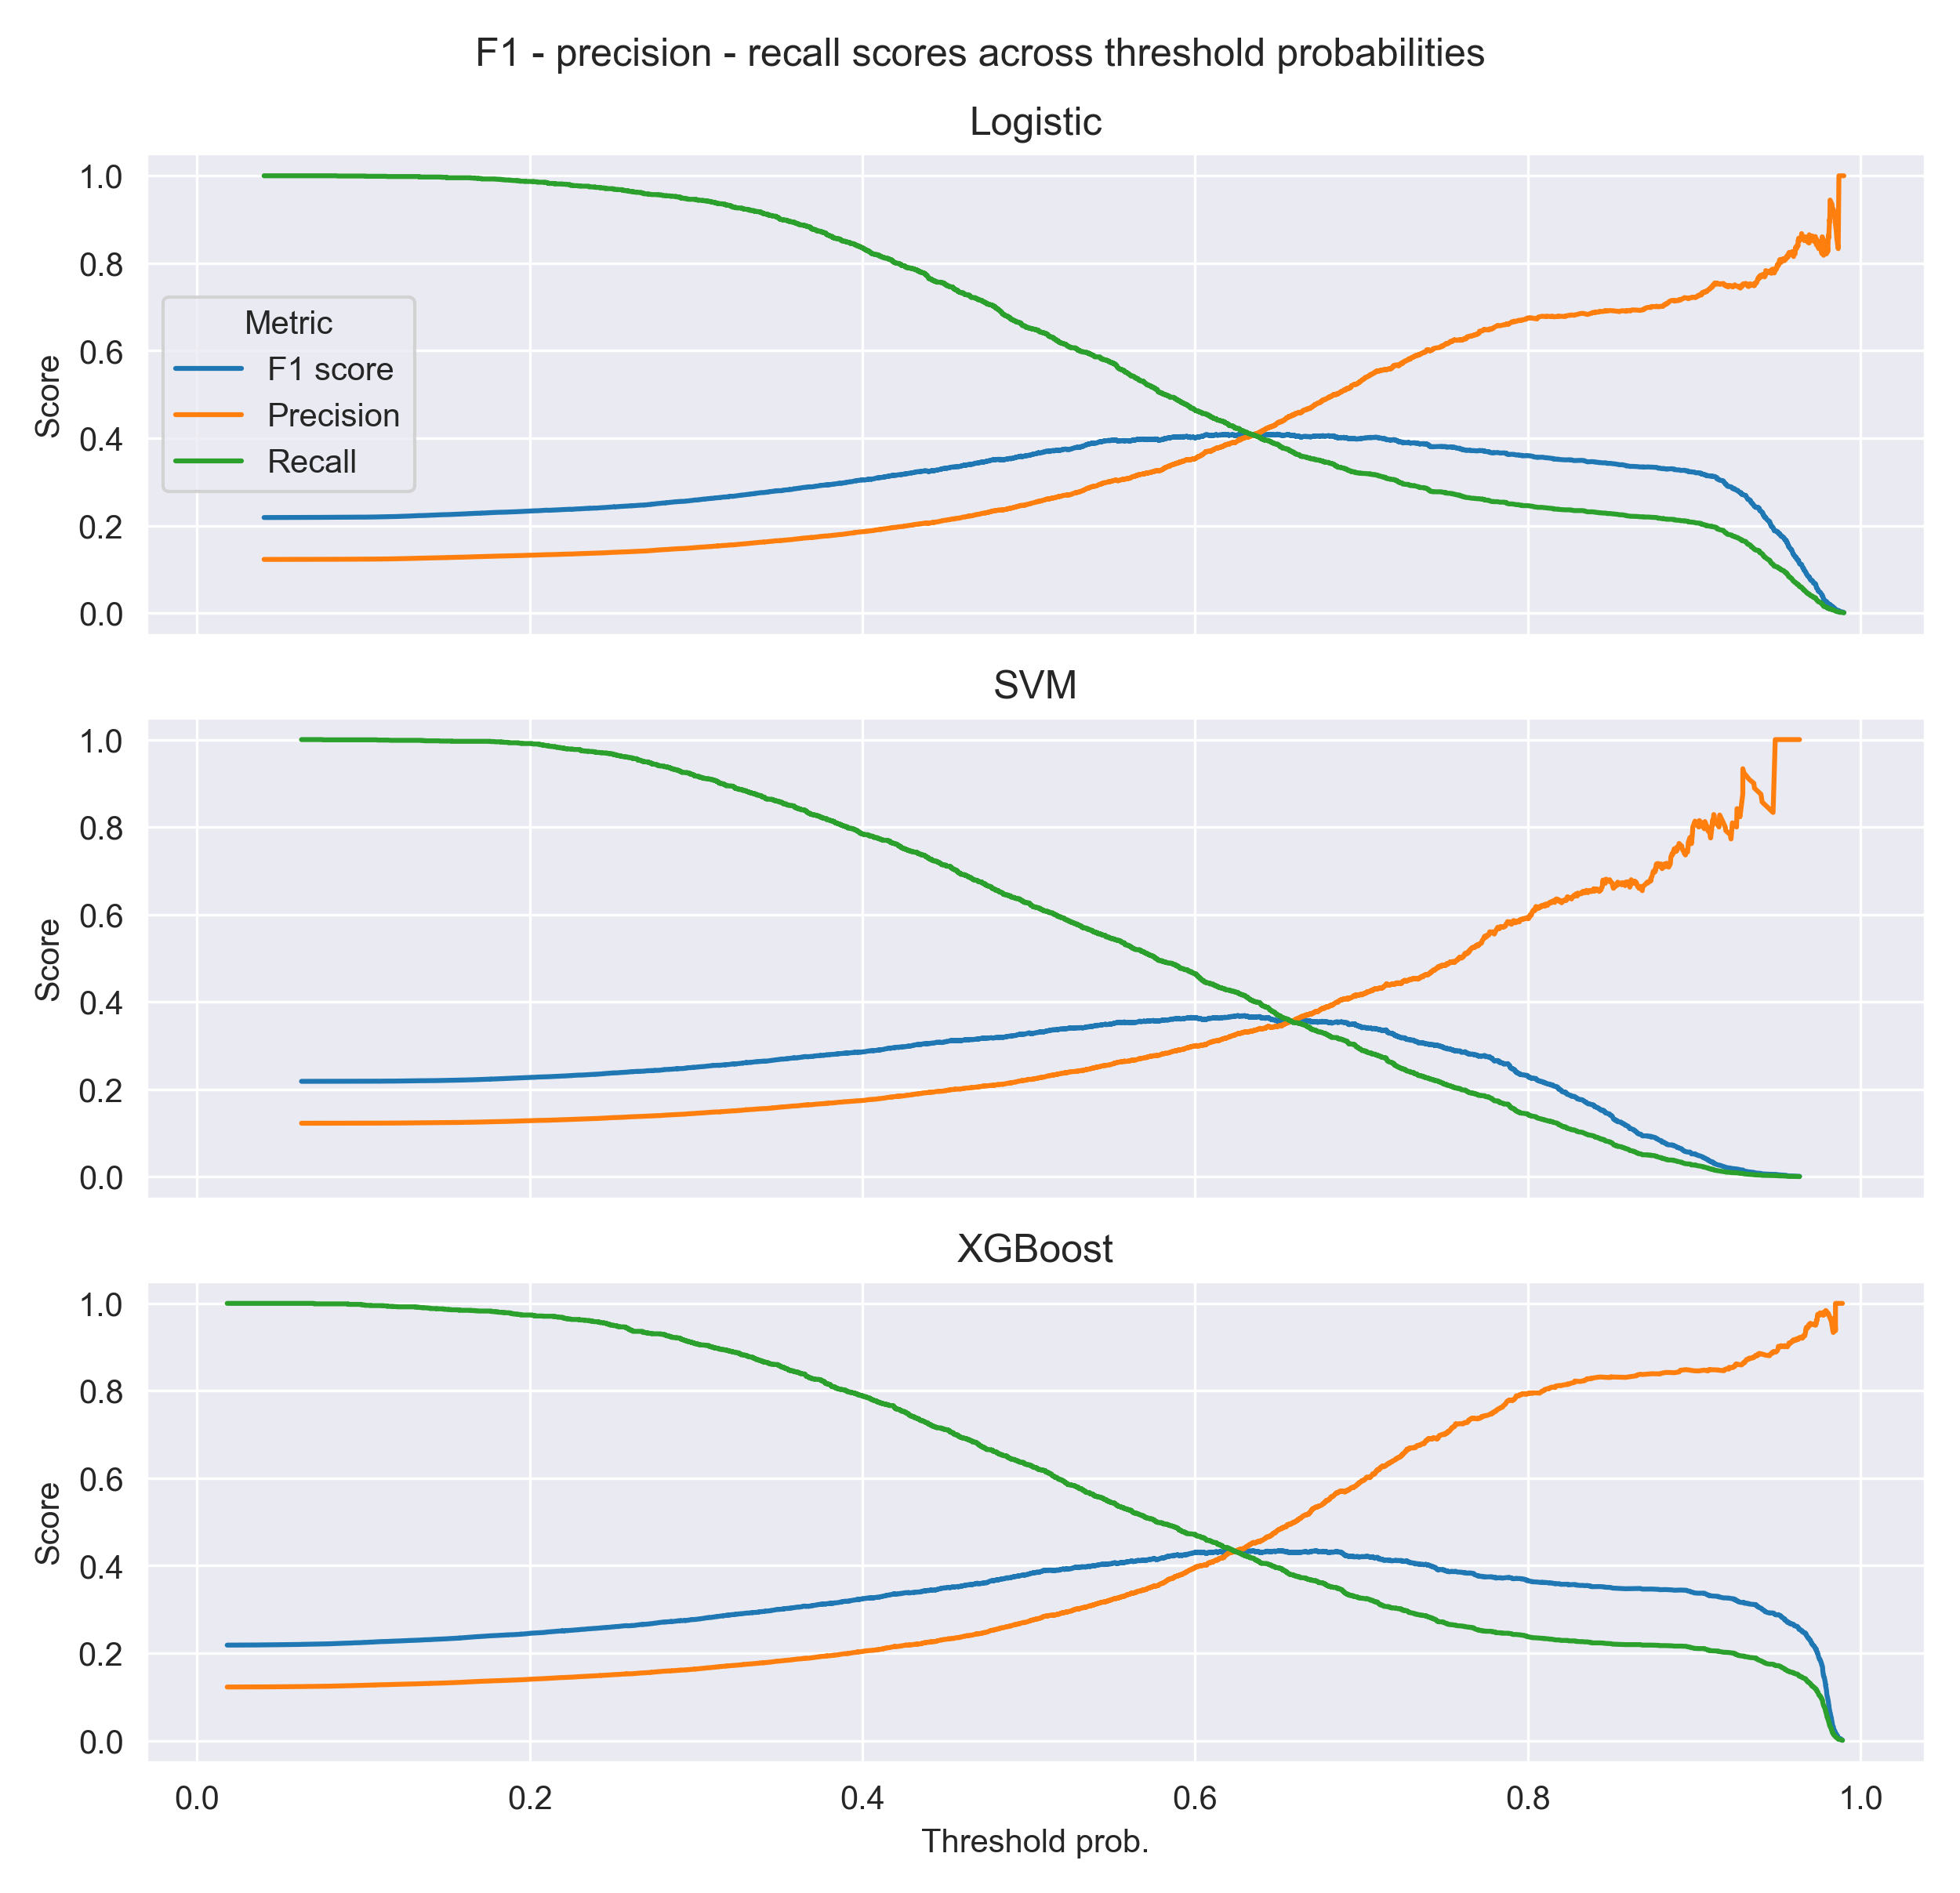 F1 - precision - recall scores across threshold probabilities
Logistic
1.0
0.8
0.6
0.4
0.2
0.0
Score
Metric
F1 score
Precision
Recall
SVM
1.0
0.8
0.6
0.4
0.2
0.0
Score
XGBoost
1.0
0.8
0.6
0.4
0.2
0.0
Score
0.0 0.2 0.4 0.6 0.8 1.0
Threshold prob.